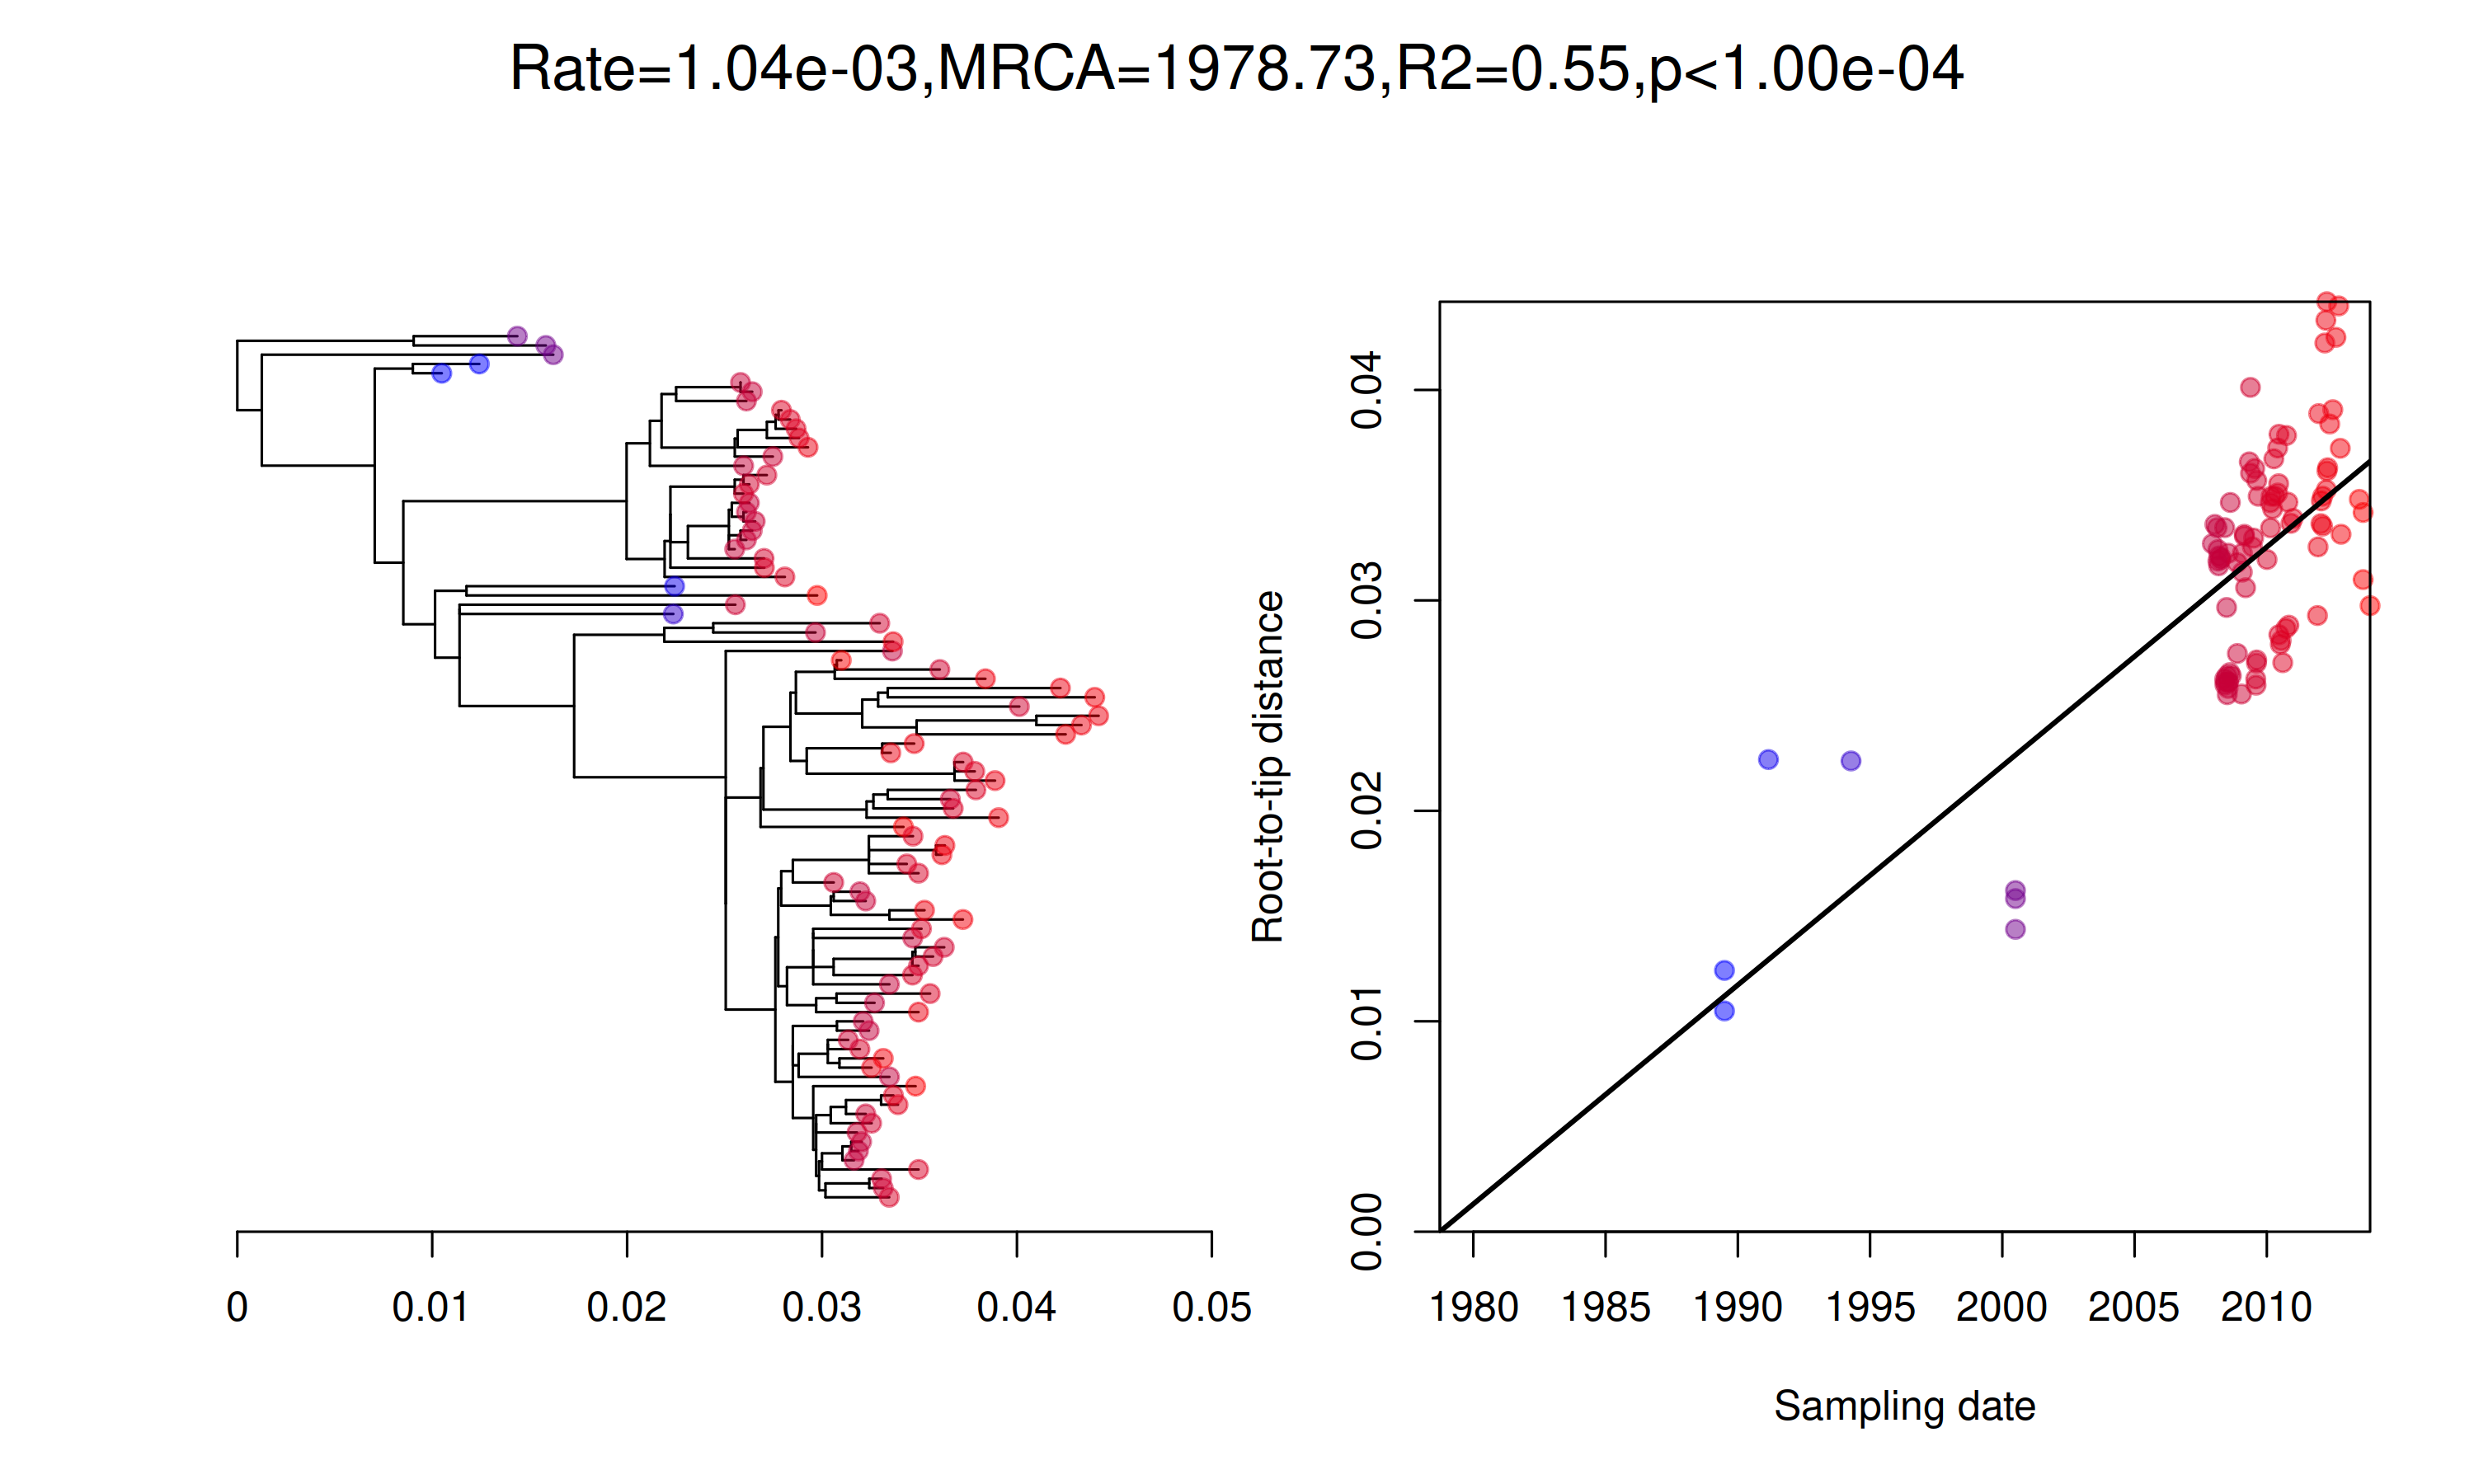 Rate=1.04e-03,MRCA=1978.73,R2=0.55,p<1.00e-04
0 0.01 0.02 0.03 0.04 0.05
Root-to-tip distance
0.00 0.01 0.02 0.03 0.04
1980 1985 1990 1995 2000 2005 2010
Sampling date